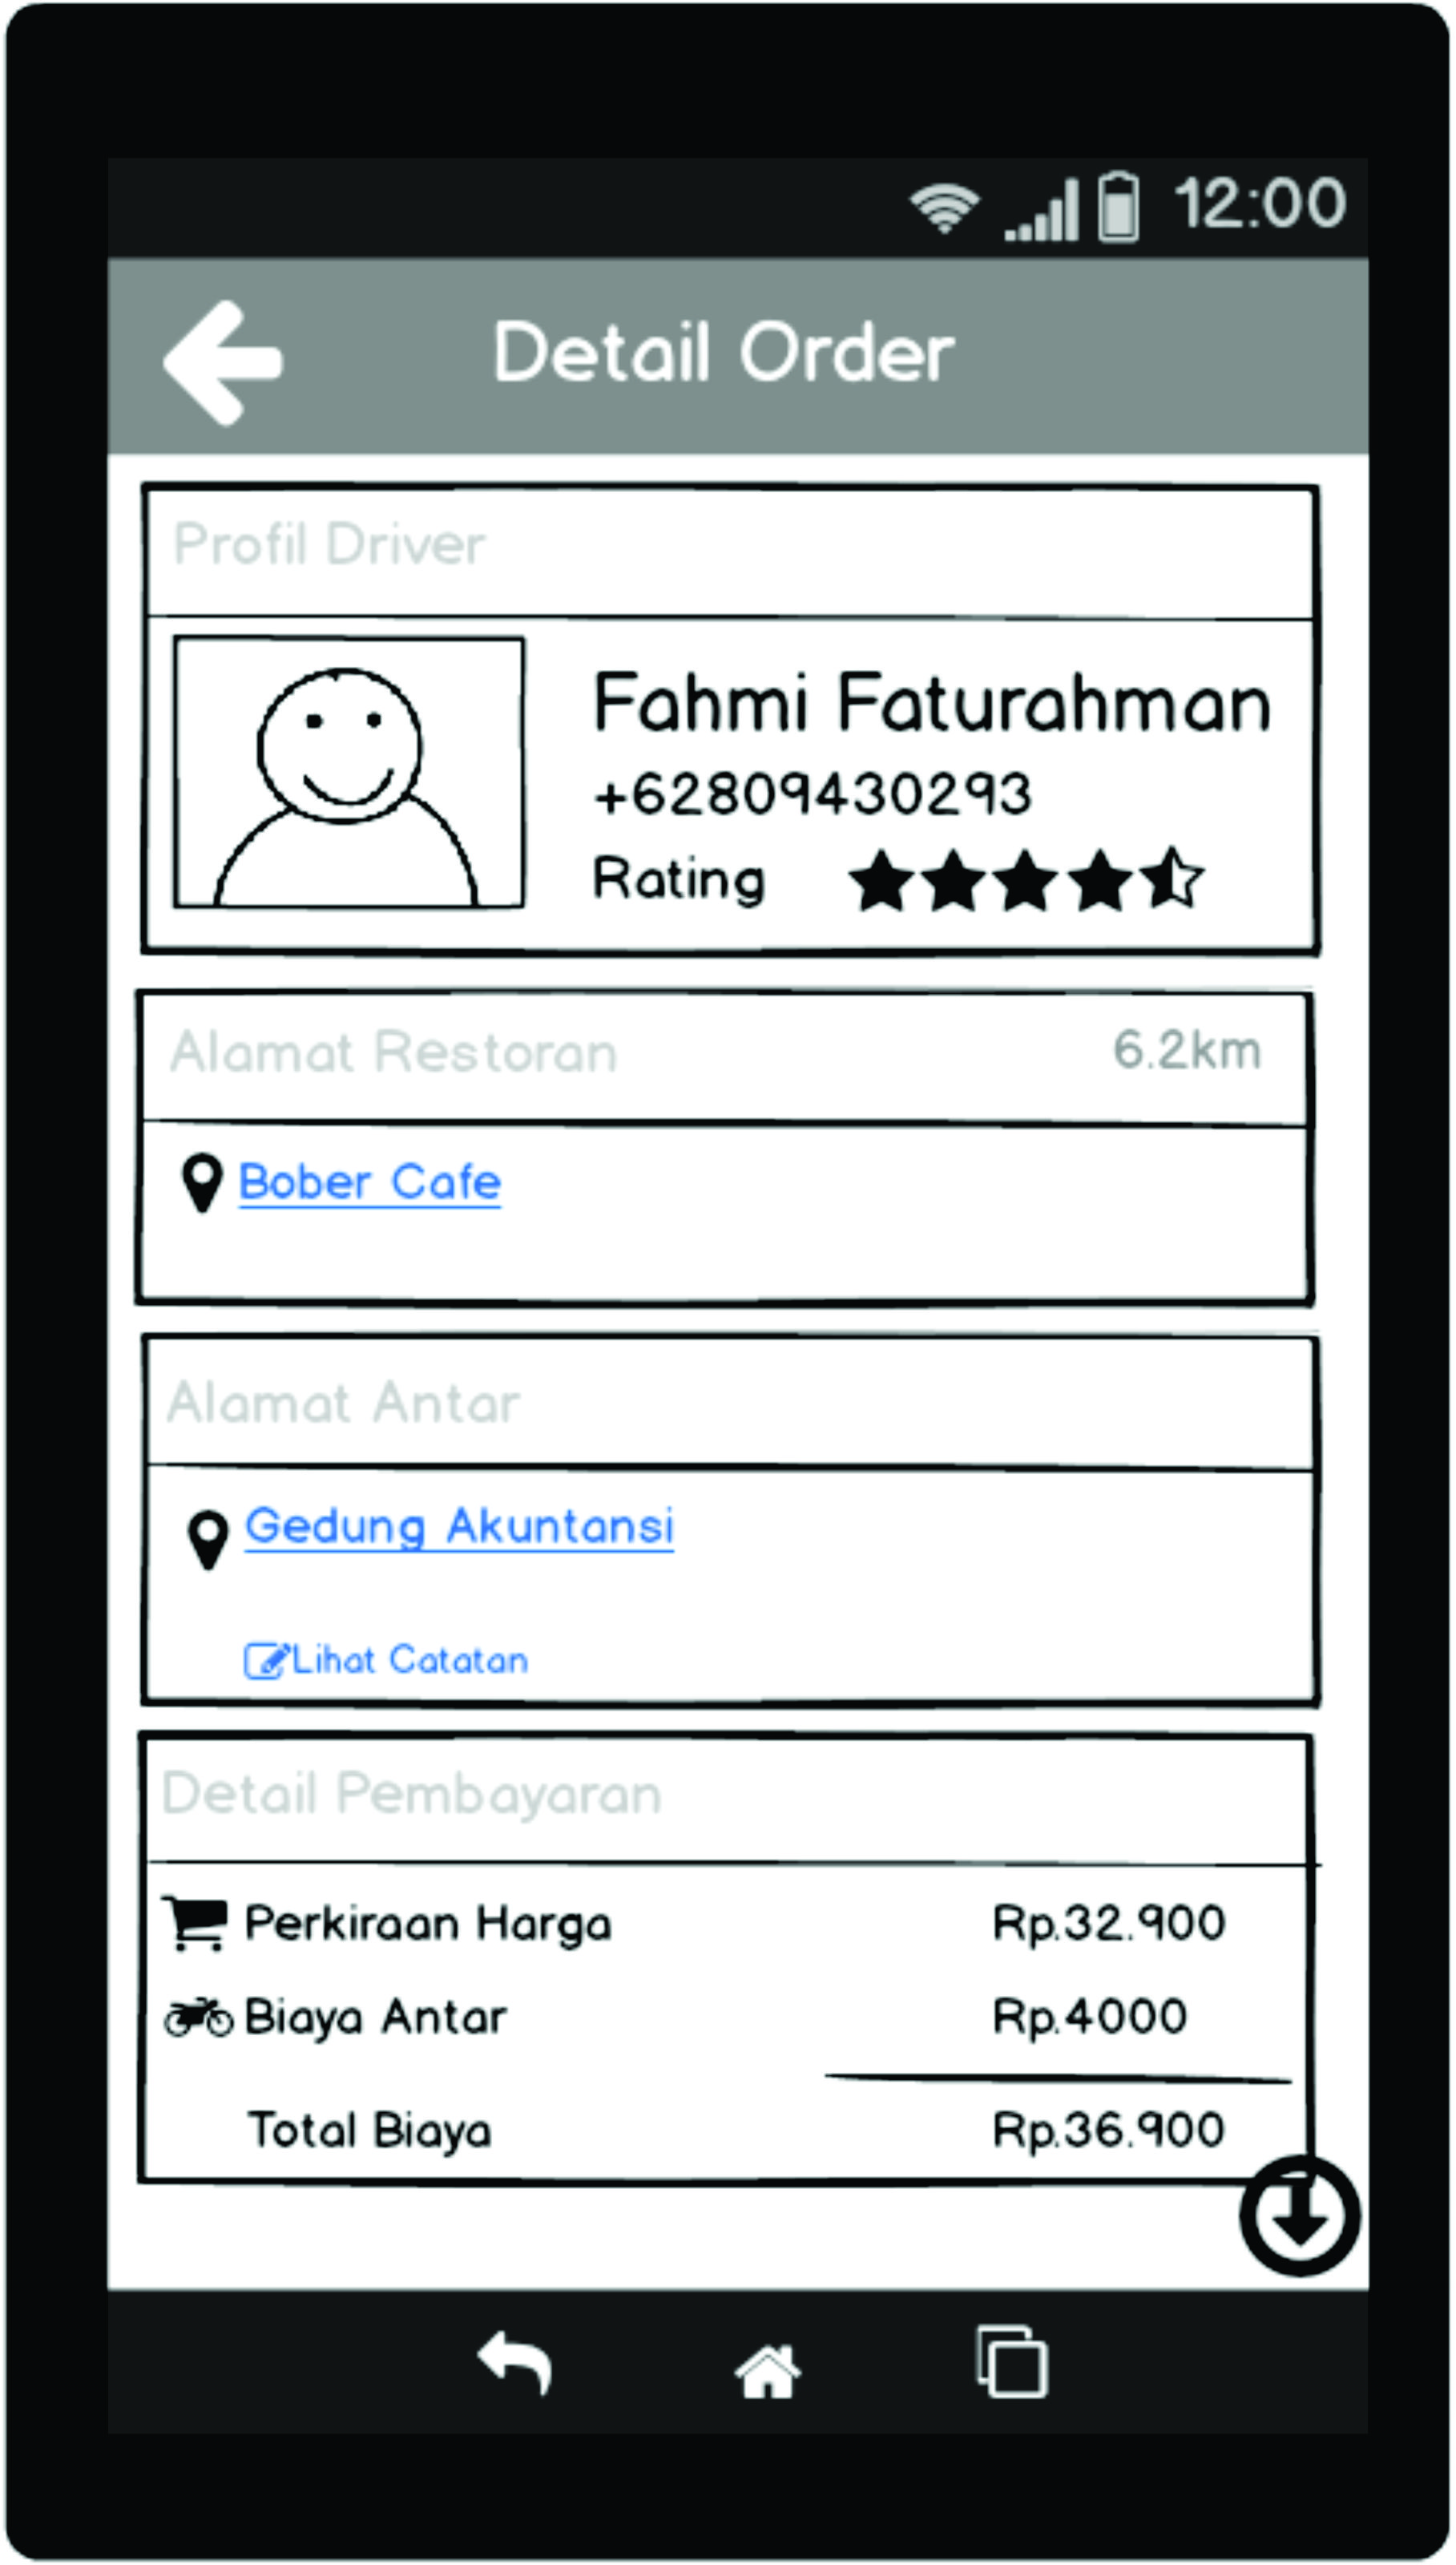 12:00
Detail Order
Profil Driver
Fahmi Faturahman
+62809430293
Rating
Alamat Restoran 6.2km
Bober Cafe
Alamat Antar
Gedung Akuntansi
Lihat Catatan
Detail Pembayaran
Perkiraan Harga Rp.32.900
Biaya Antar Rp.4000
Total Biaya Rp.36.900